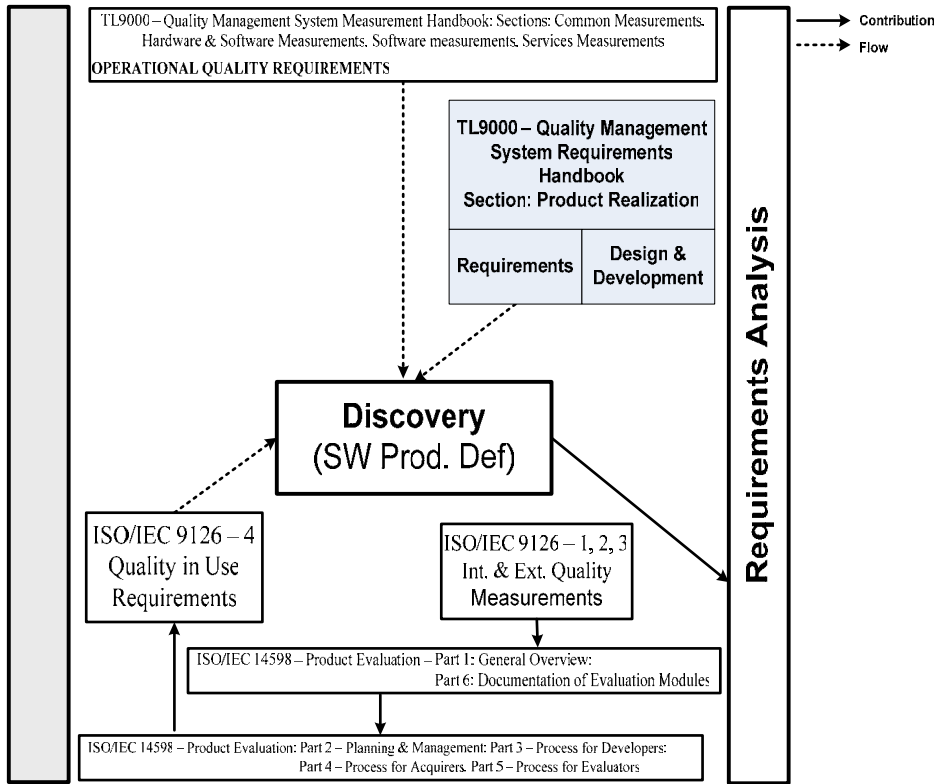 TL9000 – Quality Management System Measurement Handbook: Sections: Common Measurements.
Hardware & Software Measurements. Software measurements. Services Measurements
OPERATIONAL QUALITY REQUIREMENTS
Contribution
Flow
TL9000 – Quality Management
System Requirements
Handbook
Section: Product Realization
Requirements
Design &
Development
Requirements Analysis
Discovery
(SW Prod. Def)
ISO/IEC 9126 – 4
Quality in Use
Requirements
ISO/IEC 9126 – 1, 2, 3
Int. & Ext. Quality
Measurements
ISO/IEC 14598 – Product Evaluation – Part 1: General Overview:
Part 6: Documentation of Evaluation Modules
ISO/IEC 14598 – Product Evaluation: Part 2 – Planning & Management: Part 3 – Process for Developers:
Part 4 – Process for Acquirers. Part 5 – Process for Evaluators